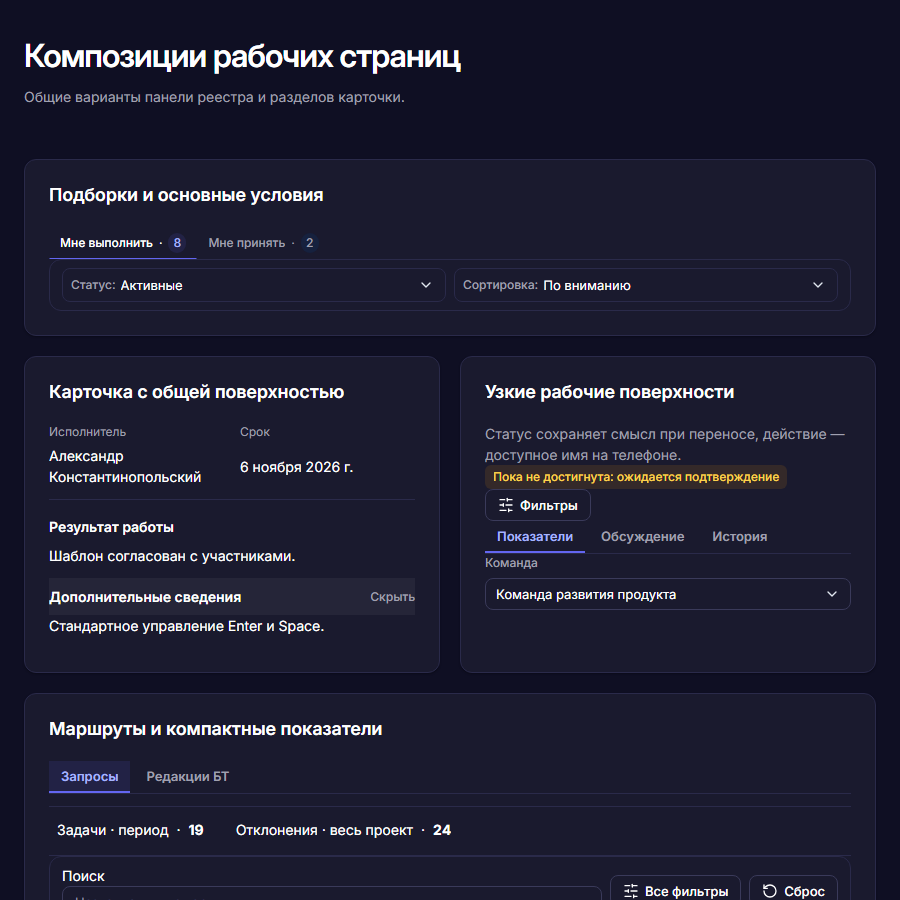 Композиции рабочих страниц
Общие варианты панели реестра и разделов карточки.
Подборки и основные условия
Мне выполнить · 8 Мне принять · 2
Статус: Активные Сортировка: По вниманию
Карточка с общей поверхностью
Исполнитель Срок
Александр
Константинопольский
6 ноября 2026 г.
Результат работы
Шаблон согласован с участниками.
Дополнительные сведения Скрыть
Стандартное управление Enter и Space.
Узкие рабочие поверхности
Статус сохраняет смысл при переносе, действие —
доступное имя на телефоне.
Пока не достигнута: ожидается подтверждение
Фильтры
Показатели Обсуждение История
Команда
Команда развития продукта
Маршруты и компактные показатели
Запросы Редакции БТ
Задачи · период · 19 Отклонения · весь проект · 24
Поиск
Все фильтры Сброс